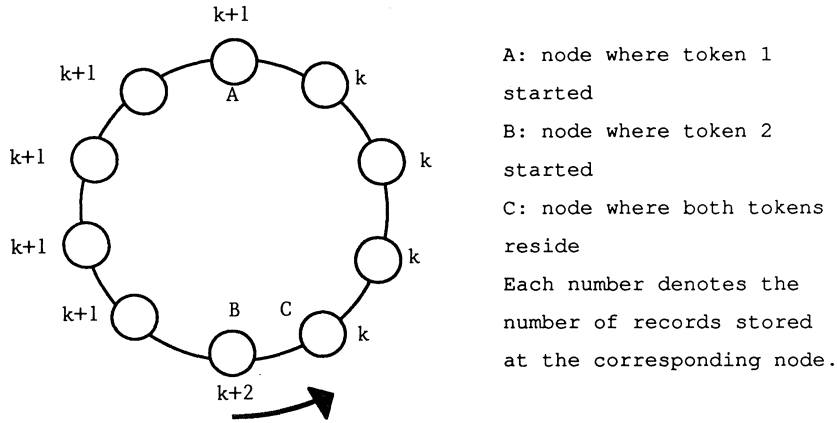 k+1
k+1
A
k
k+1
k
k+1
k
k+1
B
C
k
k+2
A: node where token 1
started
B: node where token 2
started
C: node where both tokens
reside
Each number denotes the
number of records stored
at the corresponding node.